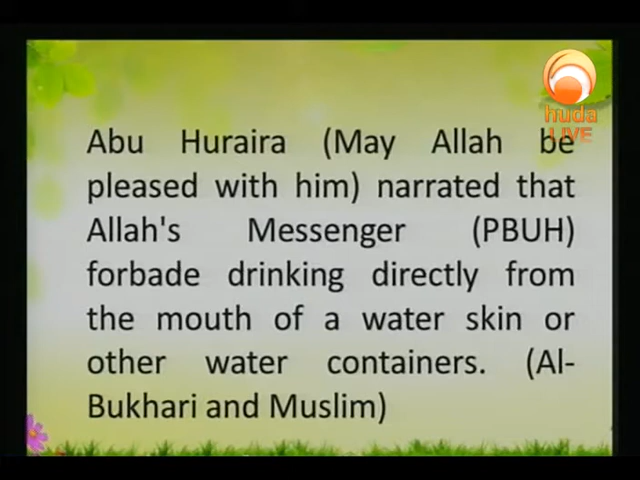 huda
LIVE
Abu Huraira (May Allah be
pleased with him) narrated that
Allah's Messenger (PBUH)
forbade drinking directly from
the mouth of a water skin or
other water containers. (Al-
Bukhari and Muslim)